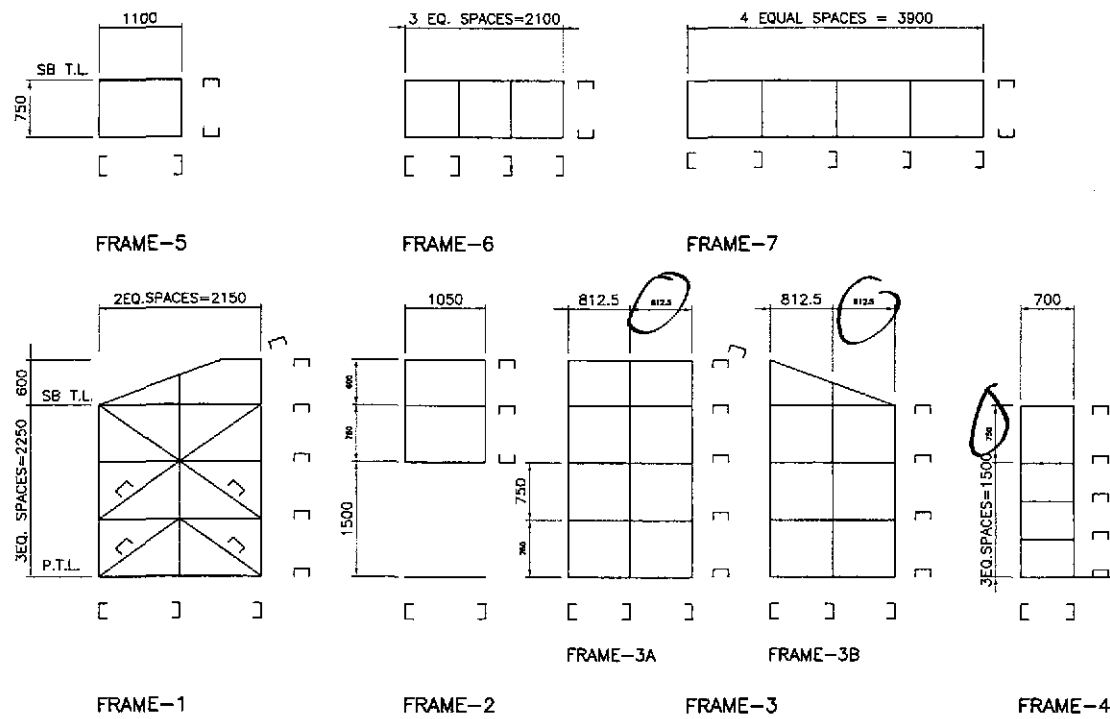 1100
3 EQ. SPACES=2100
4 EQUAL SPACES = 3900
SB T.L.
750
FRAME-5
FRAME-6
FRAME-7
2EQ.SPACES=2150
1050
812.5
812.5
812.5
812.5
700
600
SB T.L.
3EQ. SPACES=2250
P.T.L.
600
750
1500
750
750
750
3EQ.SPACES=1500
FRAME-3A
FRAME-3B
FRAME-1
FRAME-2
FRAME-3
FRAME-4